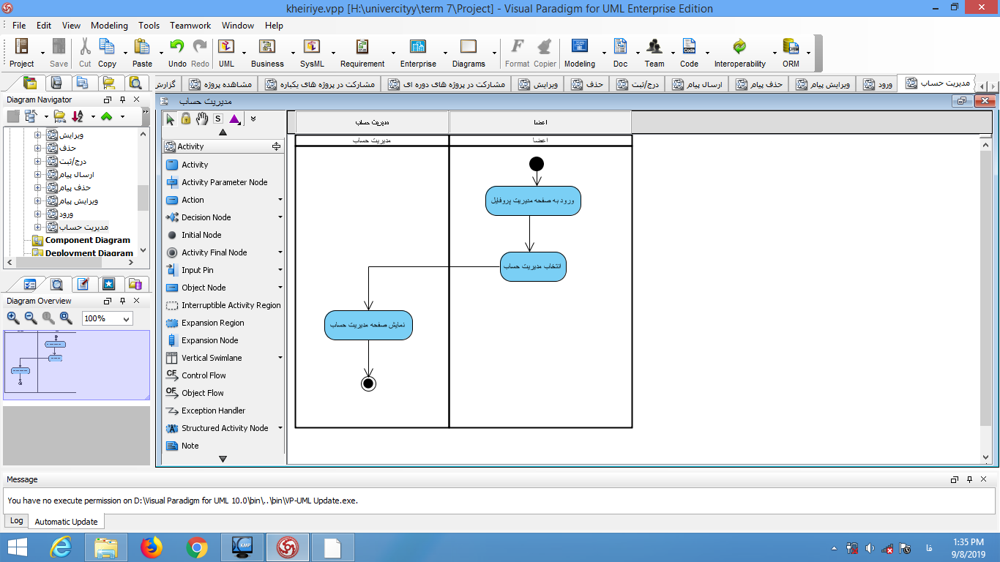 kheiriye.vpp [H:\univercityy\term 7\Project] - Visual Paradigm for UML Enterprise Edition
File Edit View Modeling Tools Teamwork Window Help
Project Save Cut Copy Paste Undo Redo UML Business SysML Requirement Enterprise Diagrams Format Copier Modeling Doc Team Code Interoperability ORM
گزارش مشاهده پروژه مشارکت در پروژه های یکباره مشارکت در پروژه های دوره ای ویرایش حذف درج/ثبت ارسال پیام حذف پیام ویرایش پیام ورود مدیریت حساب
Diagram Navigator
ویرایش
حذف
درج/ثبت
ارسال پیام
حذف پیام
ویرایش پیام
ورود
مدیریت حساب
Component Diagram
Deployment Diagram
Diagram Overview
100%
مدیریت حساب
S
Activity
Activity
Activity Parameter Node
Action
Decision Node
Initial Node
Activity Final Node
Input Pin
Object Node
Interruptible Activity Region
Expansion Region
Expansion Node
Vertical Swimlane
CF Control Flow
OF Object Flow
Exception Handler
A Structured Activity Node
Note
مدیریت حساب اعضا
مدیریت حساب اعضا
ورود به صفحه مدیریت پروفایل
انتخاب مدیریت حساب
نمایش صفحه مدیریت حساب
Message
You have no execute permission on D:\Visual Paradigm for UML 10.0\bin\..\bin\VP-UML Update.exe.
Log Automatic Update
KMP
فا
1:35 PM
9/8/2019